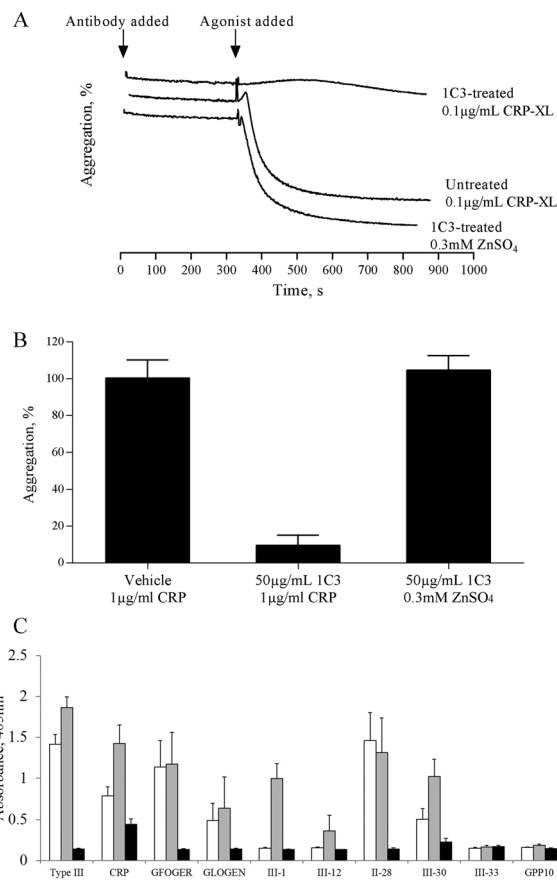 A
Antibody added
Agonist added
Aggregation, %
1C3-treated
0.1µg/mL CRP-XL
Untreated
0.1µg/mL CRP-XL
1C3-treated
0.3mM ZnSO4
0 100 200 300 400 500 600 700 800 900 1000
Time, s
B
Aggregation, %
120
100
80
60
40
20
0
Vehicle 50µg/mL 1C3 50µg/mL 1C3
1µg/ml CRP 1µg/ml CRP 0.3mM ZnSO4
C
Absorbance, 405nm
2.5
2
1.5
1
0.5
0
Type III CRP GFOGER GLOGEN III-1 III-12 II-28 III-30 III-33 GPP10